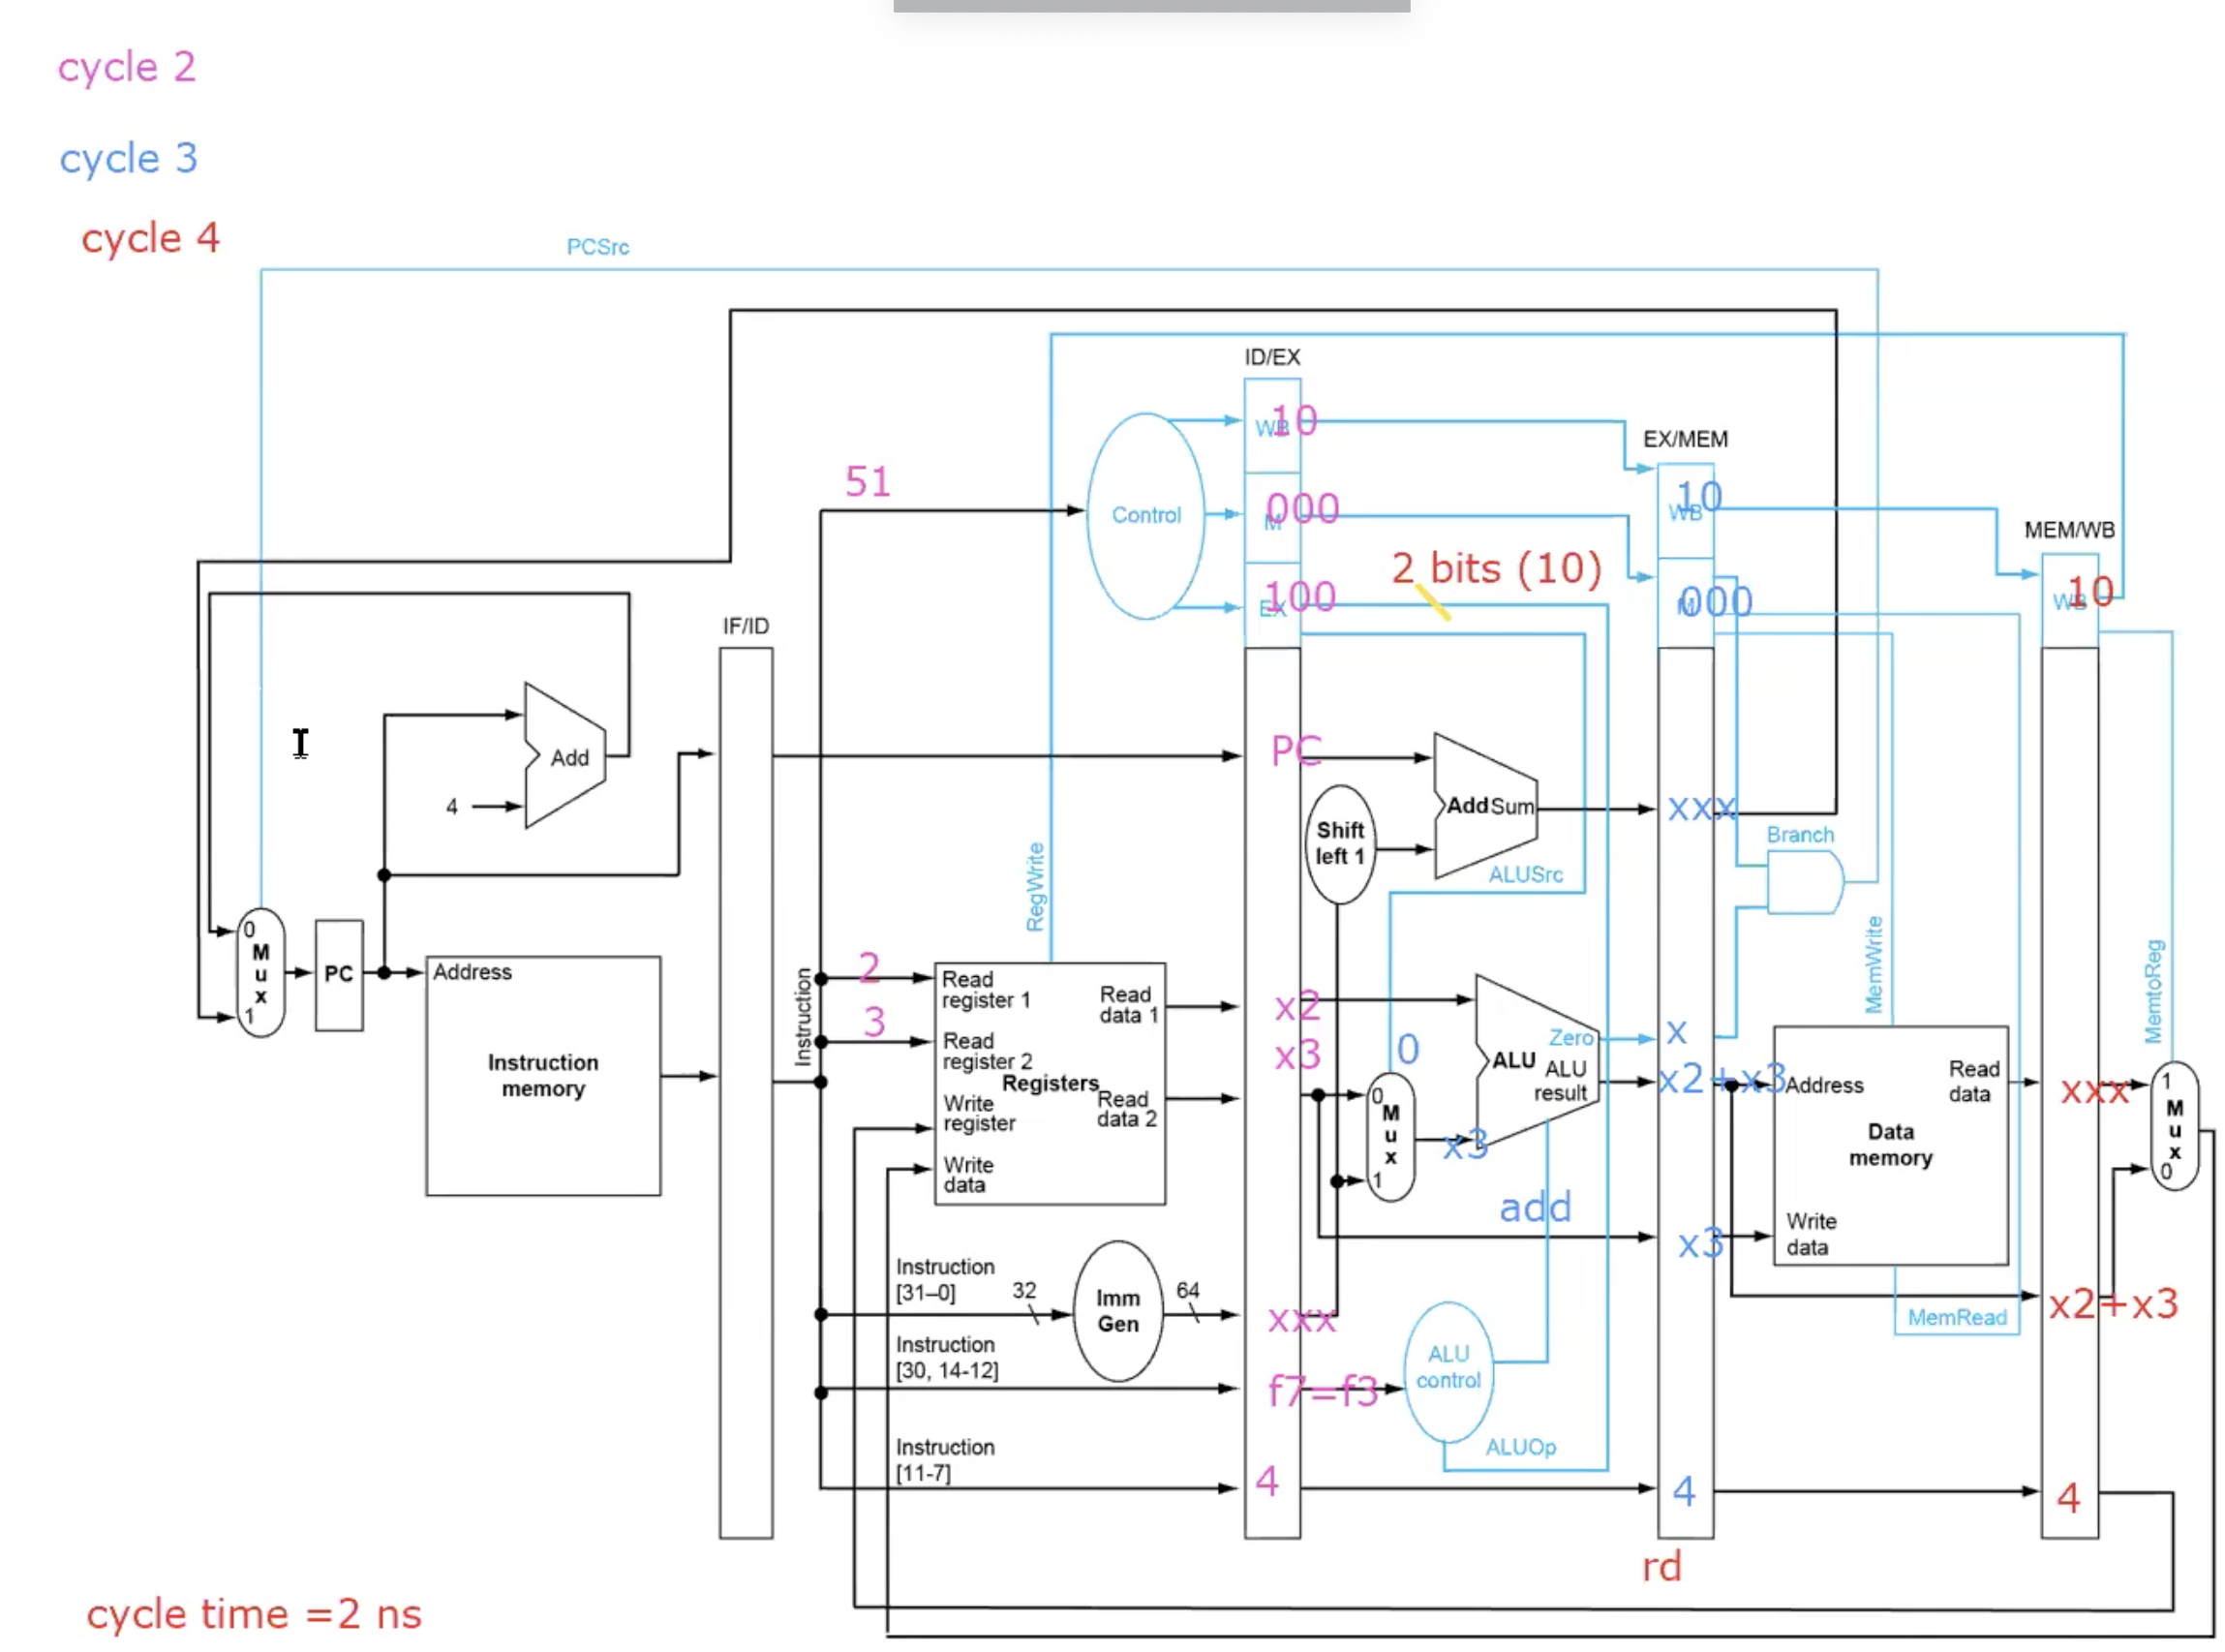 cycle 2
cycle 3
cycle 4
PCSrc
ID/EX
WB
10
EX/MEM
51
Control
M
000
WB
10
MEM/WB
2 bits (10)
EX
100
M
000
WB
10
IF/ID
Add
4
PC
Add Sum
xxx
Shift
left 1
Branch
ALUSrc
RegWrite
MemWrite
MemtoReg
0
M
u
x
1
PC
Address
Instruction
memory
Instruction
2
3
Read
register 1
Read
data 1
Read
register 2
Registers
Write
register
Read
data 2
Write
data
x2
x3
0
Zero
x
ALU
ALU
result
x2+x3
Address
Read
data
xxx
1
M
u
x
0
0
M
u
x
1
x3
Data
memory
add
x3
Write
data
Instruction
[31–0]
32
Imm
Gen
64
xxx
MemRead
x2+x3
Instruction
[30, 14-12]
f7=f3
ALU
control
ALUOp
Instruction
[11-7]
4
4
4
rd
cycle time =2 ns